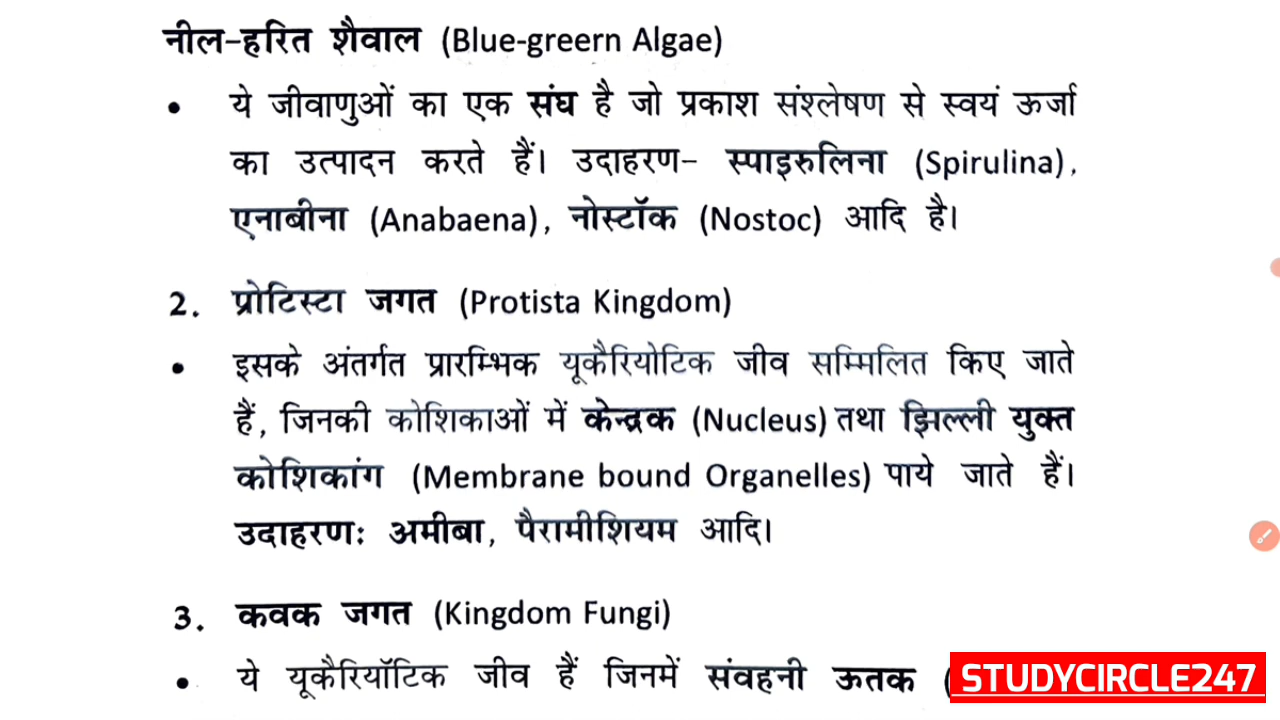 नील-हरित शैवाल (Blue-greern Algae)
• ये जीवाणुओं का एक संघ है जो प्रकाश संश्लेषण से स्वयं ऊर्जा
का उत्पादन करते हैं। उदाहरण- स्पाइरुलिना (Spirulina),
एनाबीना (Anabaena), नोस्टॉक (Nostoc) आदि है।
2. प्रोटिस्टा जगत (Protista Kingdom)
• इसके अंतर्गत प्रारम्भिक यूकैरियोटिक जीव सम्मिलित किए जाते
हैं, जिनकी कोशिकाओं में केन्द्रक (Nucleus) तथा झिल्ली युक्त
कोशिकांग (Membrane bound Organelles) पाये जाते हैं।
उदाहरणः अमीबा, पैरामीशियम आदि।
3. कवक जगत (Kingdom Fungi)
• ये यूकैरियॉटिक जीव हैं जिनमें संवहनी ऊतक (
STUDYCIRCLE247